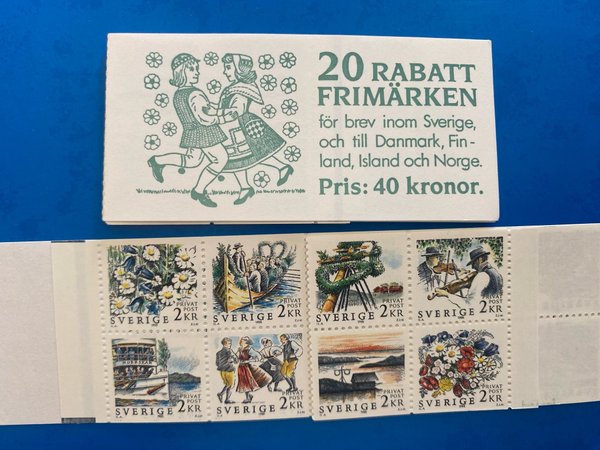 20 RABATT
FRIMÄRKEN
för brev inom Sverige,
och till Danmark, Fin-
land, Island och Norge.
Pris: 40 kronor.
PRIVAT
POST
SVERIGE 2 KR
PRIVAT
POST
SVERIGE 2 KR
PRIVAT
POST
SVERIGE 2 KR
PRIVAT
POST
SVERIGE 2 KR
PRIVAT
POST
SVERIGE 2 KR
PRIVAT
POST
SVERIGE 2 KR
PRIVAT
POST
SVERIGE 2 KR
PRIVAT
POST
SVERIGE 2 KR